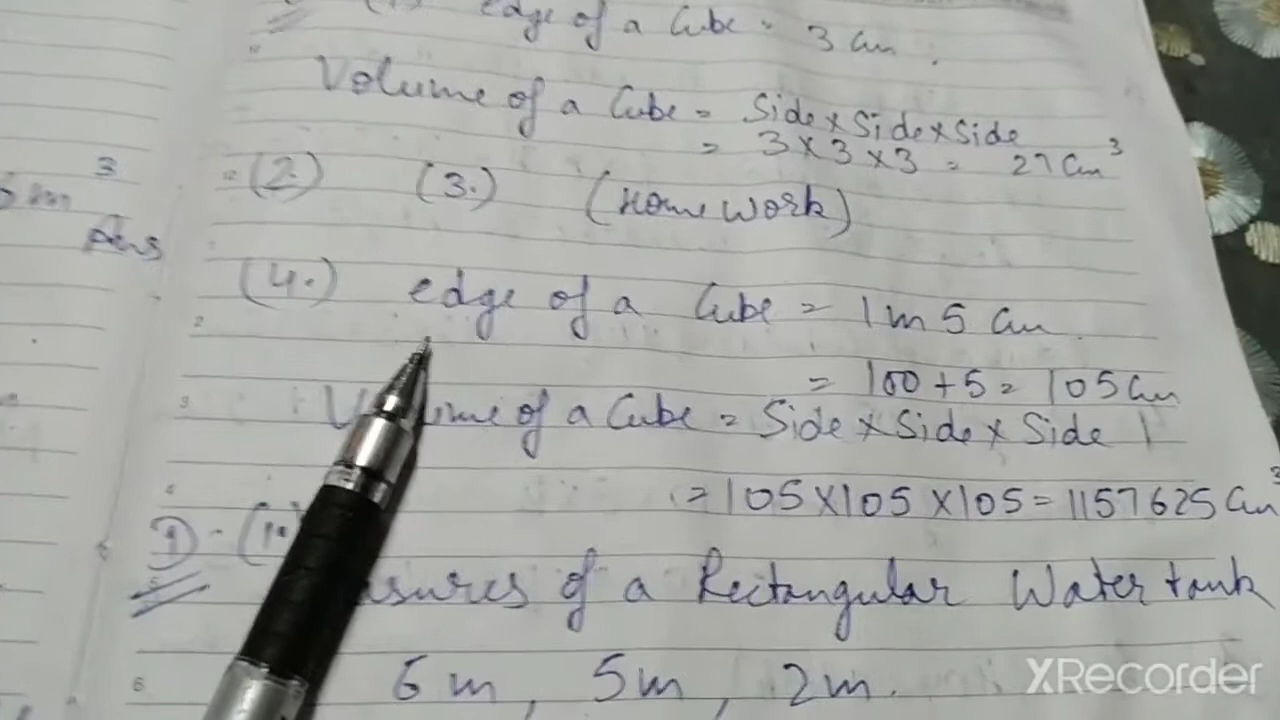 (1.) edge of a Cube = 3 cm.
Volume of a Cube = Side × Side × Side
= 3 × 3 × 3 = 27 cm³
3
Ans
(2.) (3.) (Home work)
(4.) edge of a Cube = 1 m 5 cm
= 100 + 5 = 105 cm
of a Cube = Side × Side × Side
= 105 × 105 × 105 = 1157625 cm³
of a Rectangular Water tank
6 m, 5 m, 2 m.
XRecorder